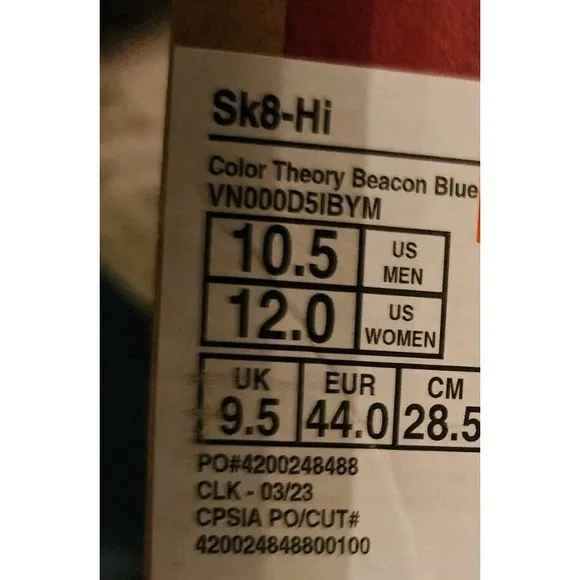 Sk8-Hi
Color Theory Beacon Blue
VN000D5IBYM
10.5 US MEN
12.0 US WOMEN
UK EUR CM
9.5 44.0 28.5
PO#4200248488
CLK - 03/23
CPSIA PO/CUT#
420024848800100